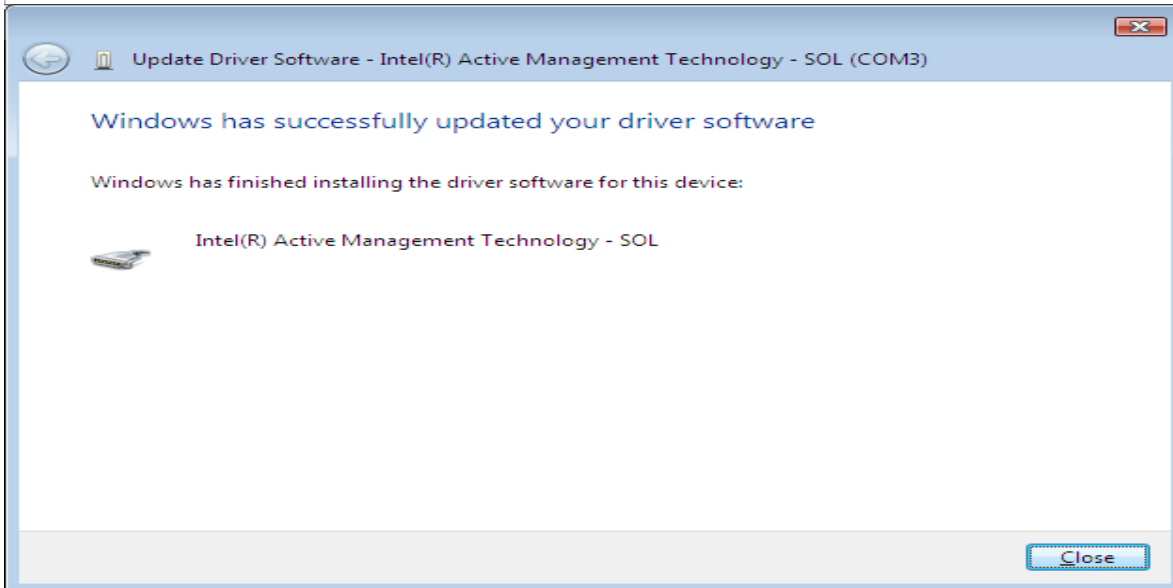 Update Driver Software - Intel(R) Active Management Technology - SOL (COM3)
Windows has successfully updated your driver software
Windows has finished installing the driver software for this device:
Intel(R) Active Management Technology - SOL
Close